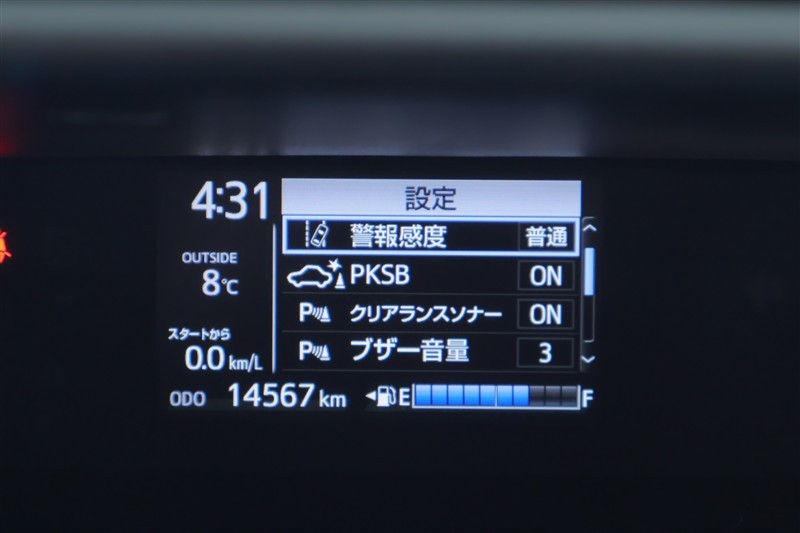 4:31
設定
警報感度 普通
OUTSIDE
8℃
PKSB ON
P クリアランスソナー ON
スタートから
0.0 km/L
P ブザー音量 3
ODO 14567 km
E F